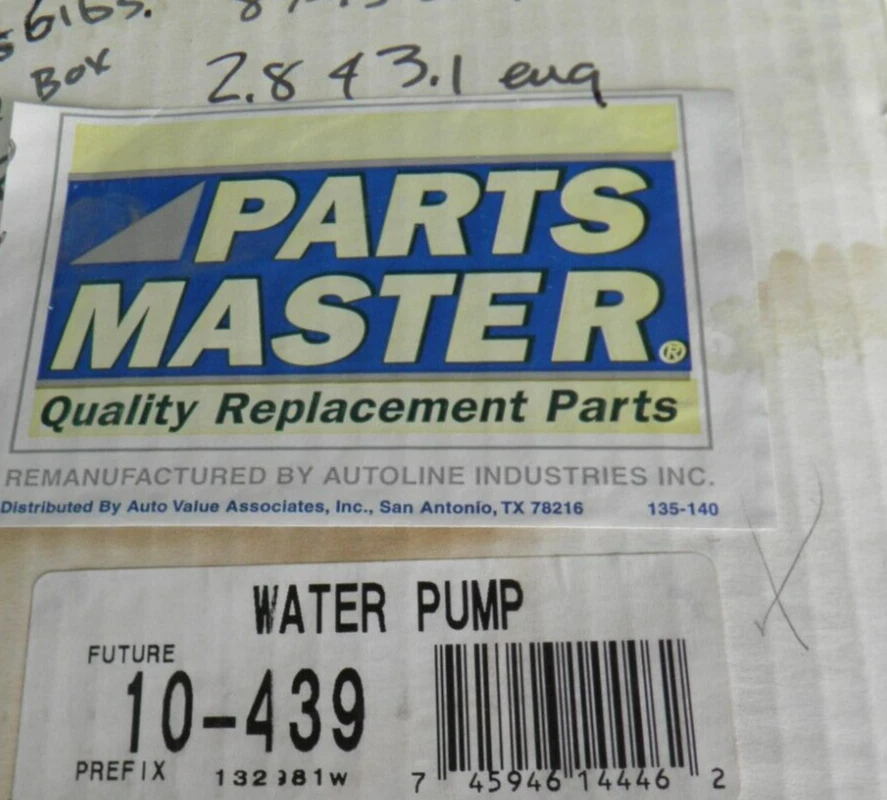 6lbs.
Box
2.8 & 3.1 eng
PARTS
MASTER®
Quality Replacement Parts
REMANUFACTURED BY AUTOLINE INDUSTRIES INC.
Distributed By Auto Value Associates, Inc., San Antonio, TX 78216 135-140
WATER PUMP
FUTURE
10-439
PREFIX
7 45946 14446 2